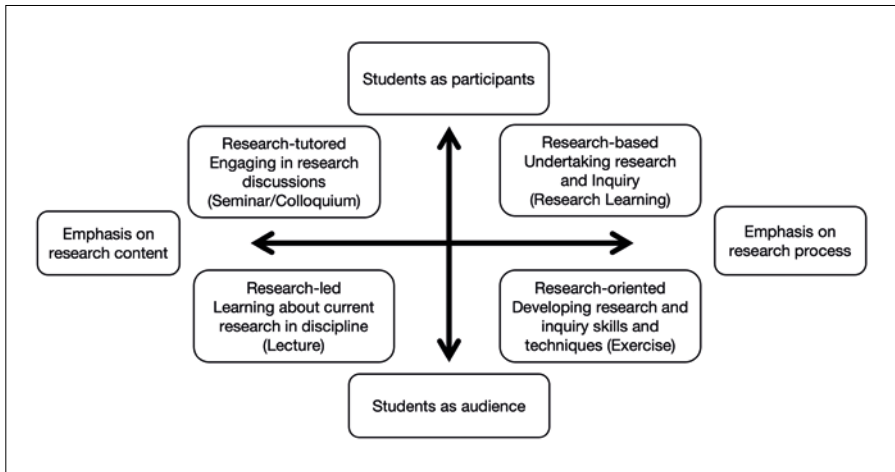 Students as participants
Research-tutored
Engaging in research
discussions
(Seminar/Colloquium)
Research-based
Undertaking research
and Inquiry
(Research Learning)
Emphasis on
research content
Emphasis on
research process
Research-led
Learning about current
research in discipline
(Lecture)
Research-oriented
Developing research and
inquiry skills and
techniques (Exercise)
Students as audience